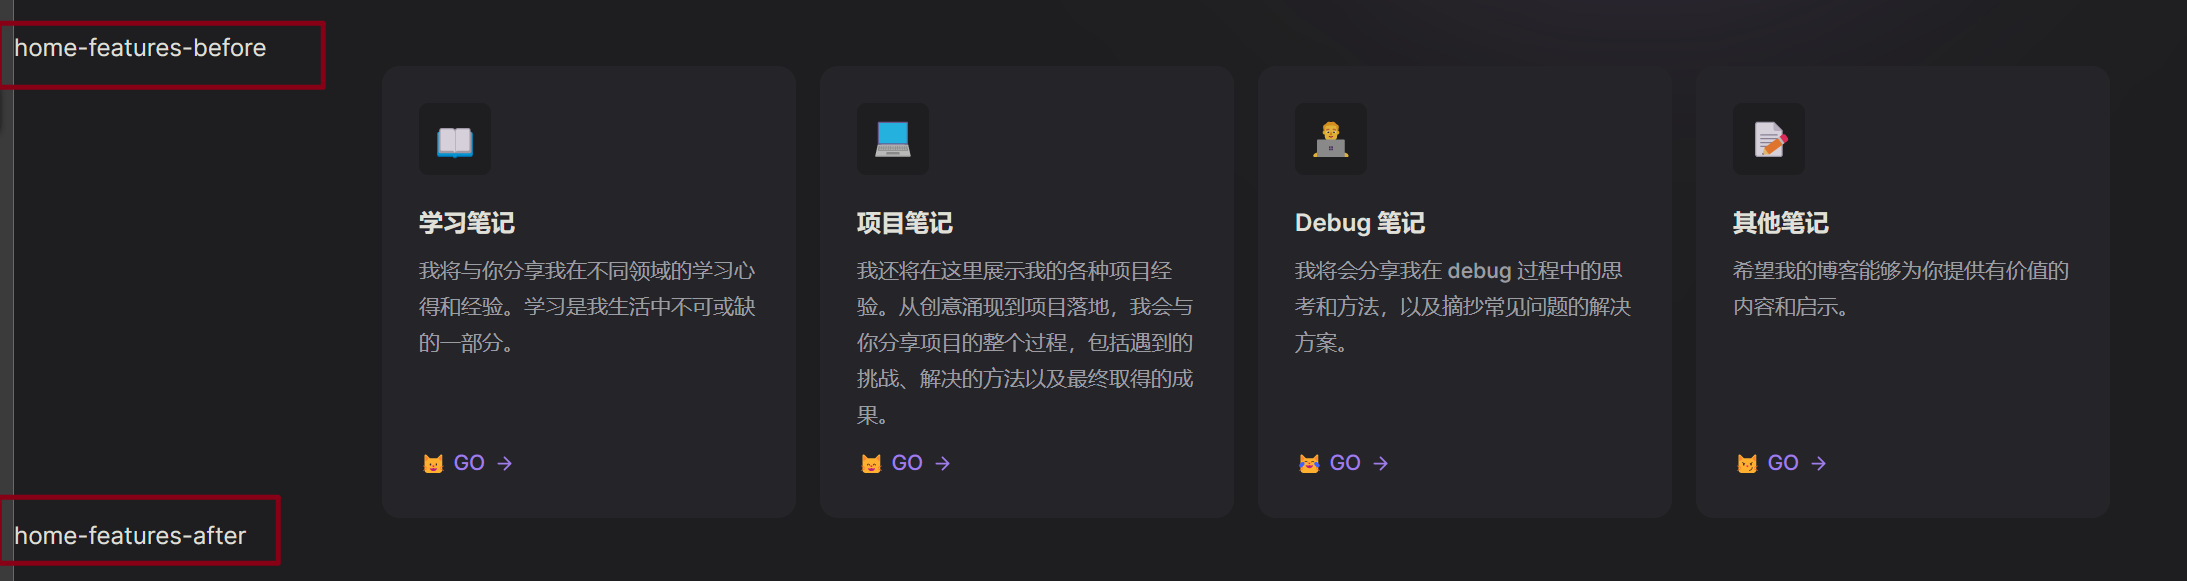 home-features-before
学习笔记
我将与你分享我在不同领域的学习心
得和经验。学习是我生活中不可或缺
的一部分。
GO →
项目笔记
我还将在这里展示我的各种项目经
验。从创意涌现到项目落地，我会与
你分享项目的整个过程，包括遇到的
挑战、解决的方法以及最终取得的成
果。
GO →
Debug 笔记
我将会分享我在 debug 过程中的思
考和方法，以及摘抄常见问题的解决
方案。
GO →
其他笔记
希望我的博客能够为你提供有价值的
内容和启示。
GO →
home-features-after